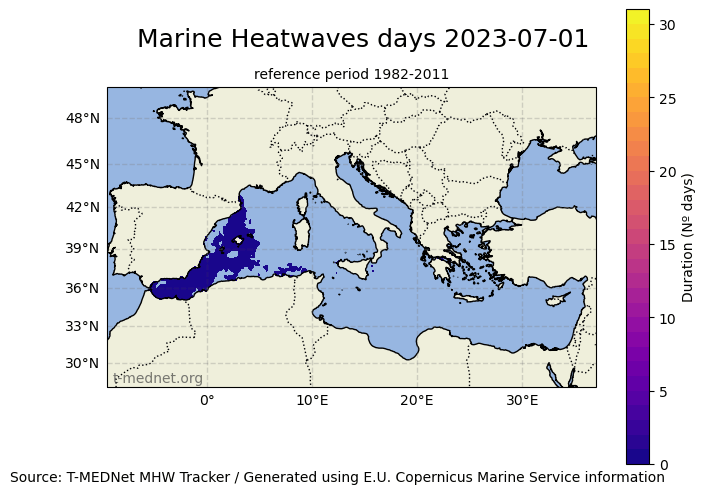 Marine Heatwaves days 2023-07-01
reference period 1982-2011
48°N
45°N
42°N
39°N
36°N
33°N
30°N
t-mednet.org
0°
10°E
20°E
30°E
30
25
20
15
10
5
0
Duration (Nº days)
Source: T-MEDNet MHW Tracker / Generated using E.U. Copernicus Marine Service information